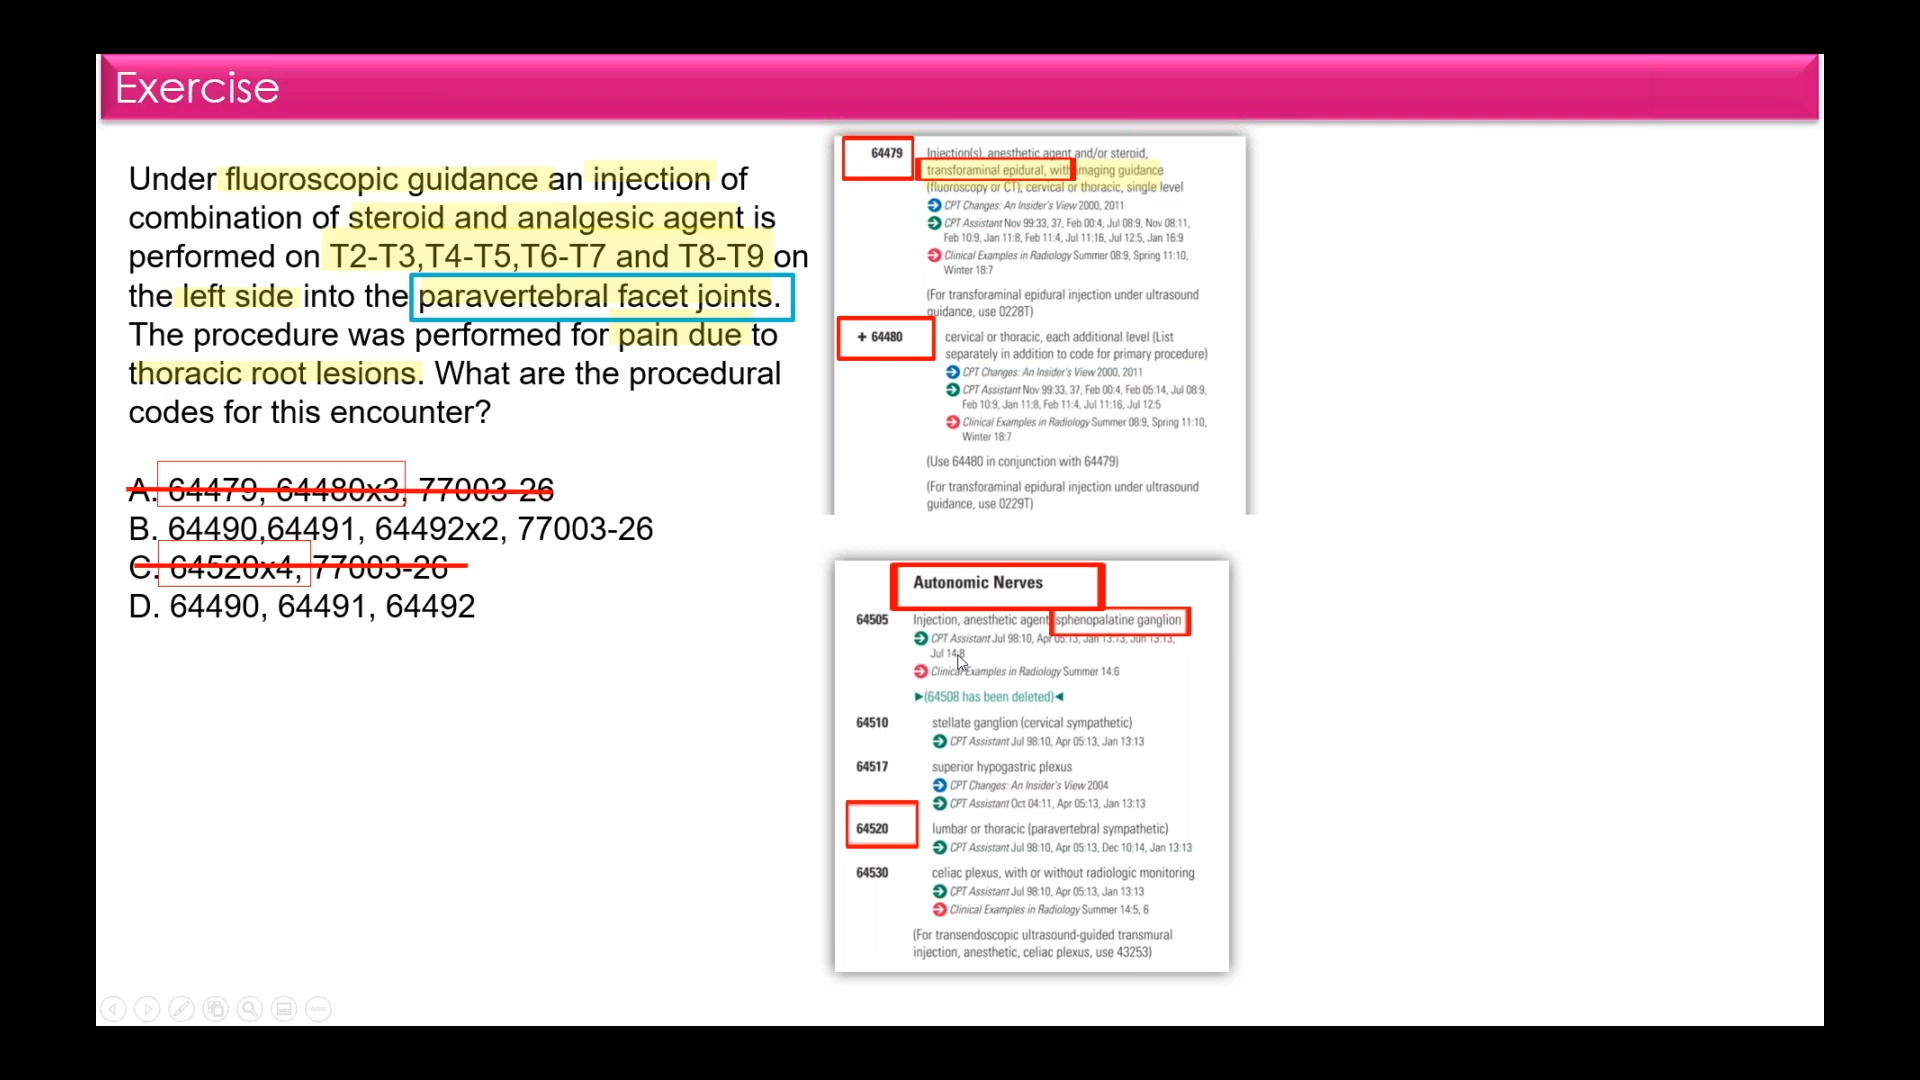 Exercise
Under fluoroscopic guidance an injection of
combination of steroid and analgesic agent is
performed on T2-T3,T4-T5,T6-T7 and T8-T9 on
the left side into the paravertebral facet joints.
The procedure was performed for pain due to
thoracic root lesions. What are the procedural
codes for this encounter?
A. 64479, 64480x3, 77003-26
B. 64490,64491, 64492x2, 77003-26
C. 64520x4, 77003-26
D. 64490, 64491, 64492
64479 Injection(s), anesthetic agent and/or steroid,
transforaminal epidural, with imaging guidance
(fluoroscopy or CT); cervical or thoracic, single level
CPT Changes: An Insider's View 2000, 2011
CPT Assistant Nov 99:33, 37, Feb 00:4, Jul 08:9, Nov 08:11,
Feb 10:9, Jan 11:8, Feb 11:4, Jul 11:16, Jul 12:5, Jan 16:9
Clinical Examples in Radiology Summer 08:9, Spring 11:10,
Winter 18:7
(For transforaminal epidural injection under ultrasound
guidance, use 0228T)
+ 64480 cervical or thoracic, each additional level (List
separately in addition to code for primary procedure)
CPT Changes: An Insider's View 2000, 2011
CPT Assistant Nov 99:33, 37, Feb 00:4, Feb 05:14, Jul 08:9,
Feb 10:9, Jan 11:8, Feb 11:4, Jul 11:16, Jul 12:5
Clinical Examples in Radiology Summer 08:9, Spring 11:10,
Winter 18:7
(Use 64480 in conjunction with 64479)
(For transforaminal epidural injection under ultrasound
guidance, use 0229T)
Autonomic Nerves
64505 Injection, anesthetic agent; sphenopalatine ganglion
CPT Assistant Jul 98:10, Apr 05:13, Jan 13:13, Jun 13:13,
Jul 14:8
Clinical Examples in Radiology Summer 14:6
▶(64508 has been deleted)◀
64510 stellate ganglion (cervical sympathetic)
CPT Assistant Jul 98:10, Apr 05:13, Jan 13:13
64517 superior hypogastric plexus
CPT Changes: An Insider's View 2004
CPT Assistant Oct 04:11, Apr 05:13, Jan 13:13
64520 lumbar or thoracic (paravertebral sympathetic)
CPT Assistant Jul 98:10, Apr 05:13, Dec 10:14, Jan 13:13
64530 celiac plexus, with or without radiologic monitoring
CPT Assistant Jul 98:10, Apr 05:13, Jan 13:13
Clinical Examples in Radiology Summer 14:5, 6
(For transendoscopic ultrasound-guided transmural
injection, anesthetic, celiac plexus, use 43253)